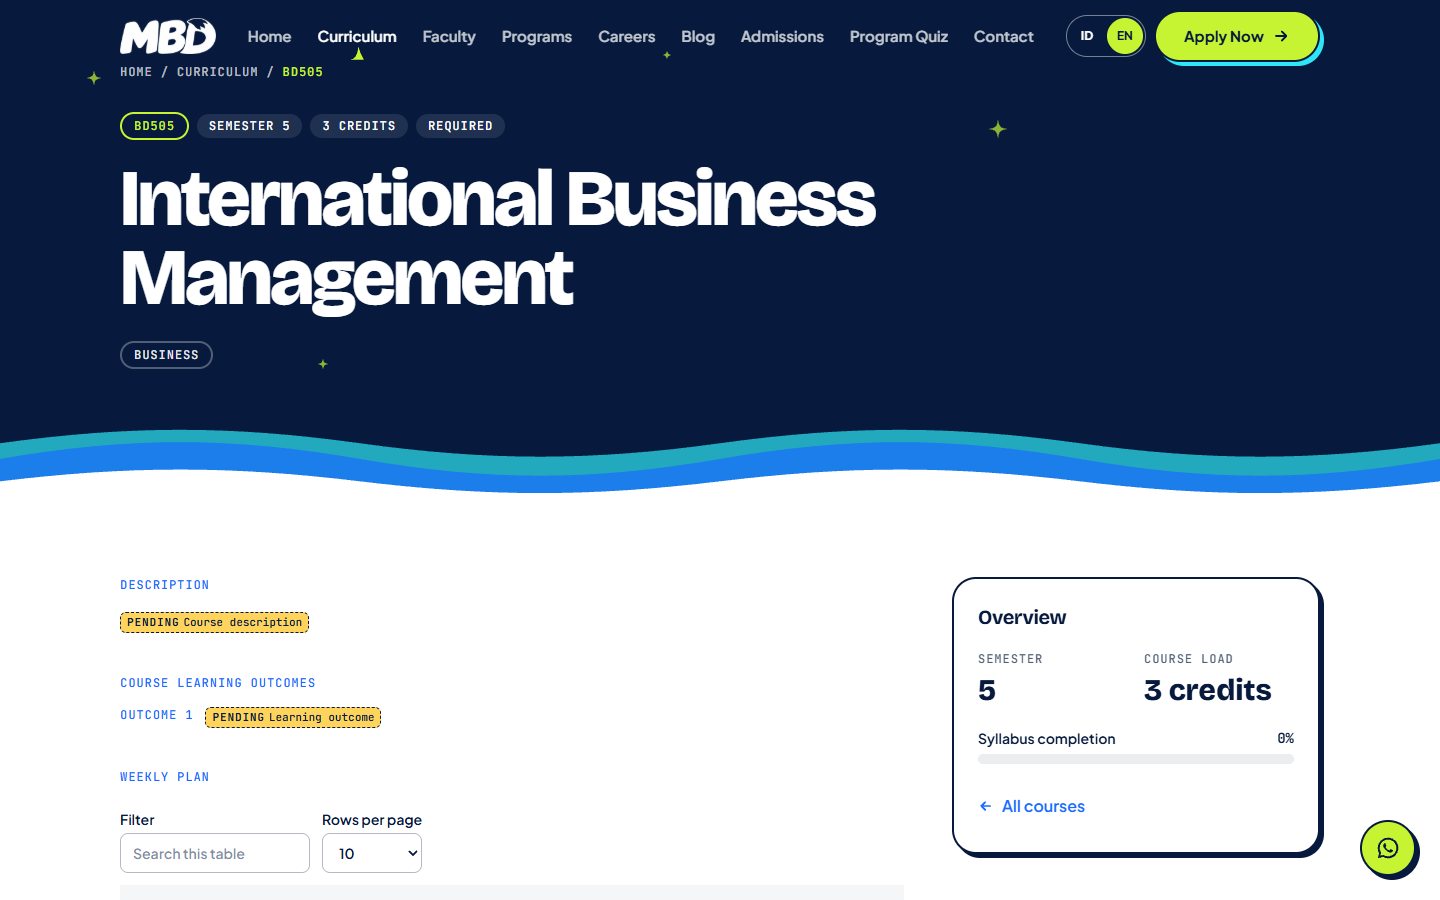 MBD
Home Curriculum Faculty Programs Careers Blog Admissions Program Quiz Contact ID EN Apply Now
HOME / CURRICULUM / BD505
BD505 SEMESTER 5 3 CREDITS REQUIRED
International Business
Management
BUSINESS
DESCRIPTION
PENDING Course description
COURSE LEARNING OUTCOMES
OUTCOME 1 PENDING Learning outcome
WEEKLY PLAN
Filter Rows per page
Search this table 10
Overview
SEMESTER COURSE LOAD
5 3 credits
Syllabus completion 0%
All courses